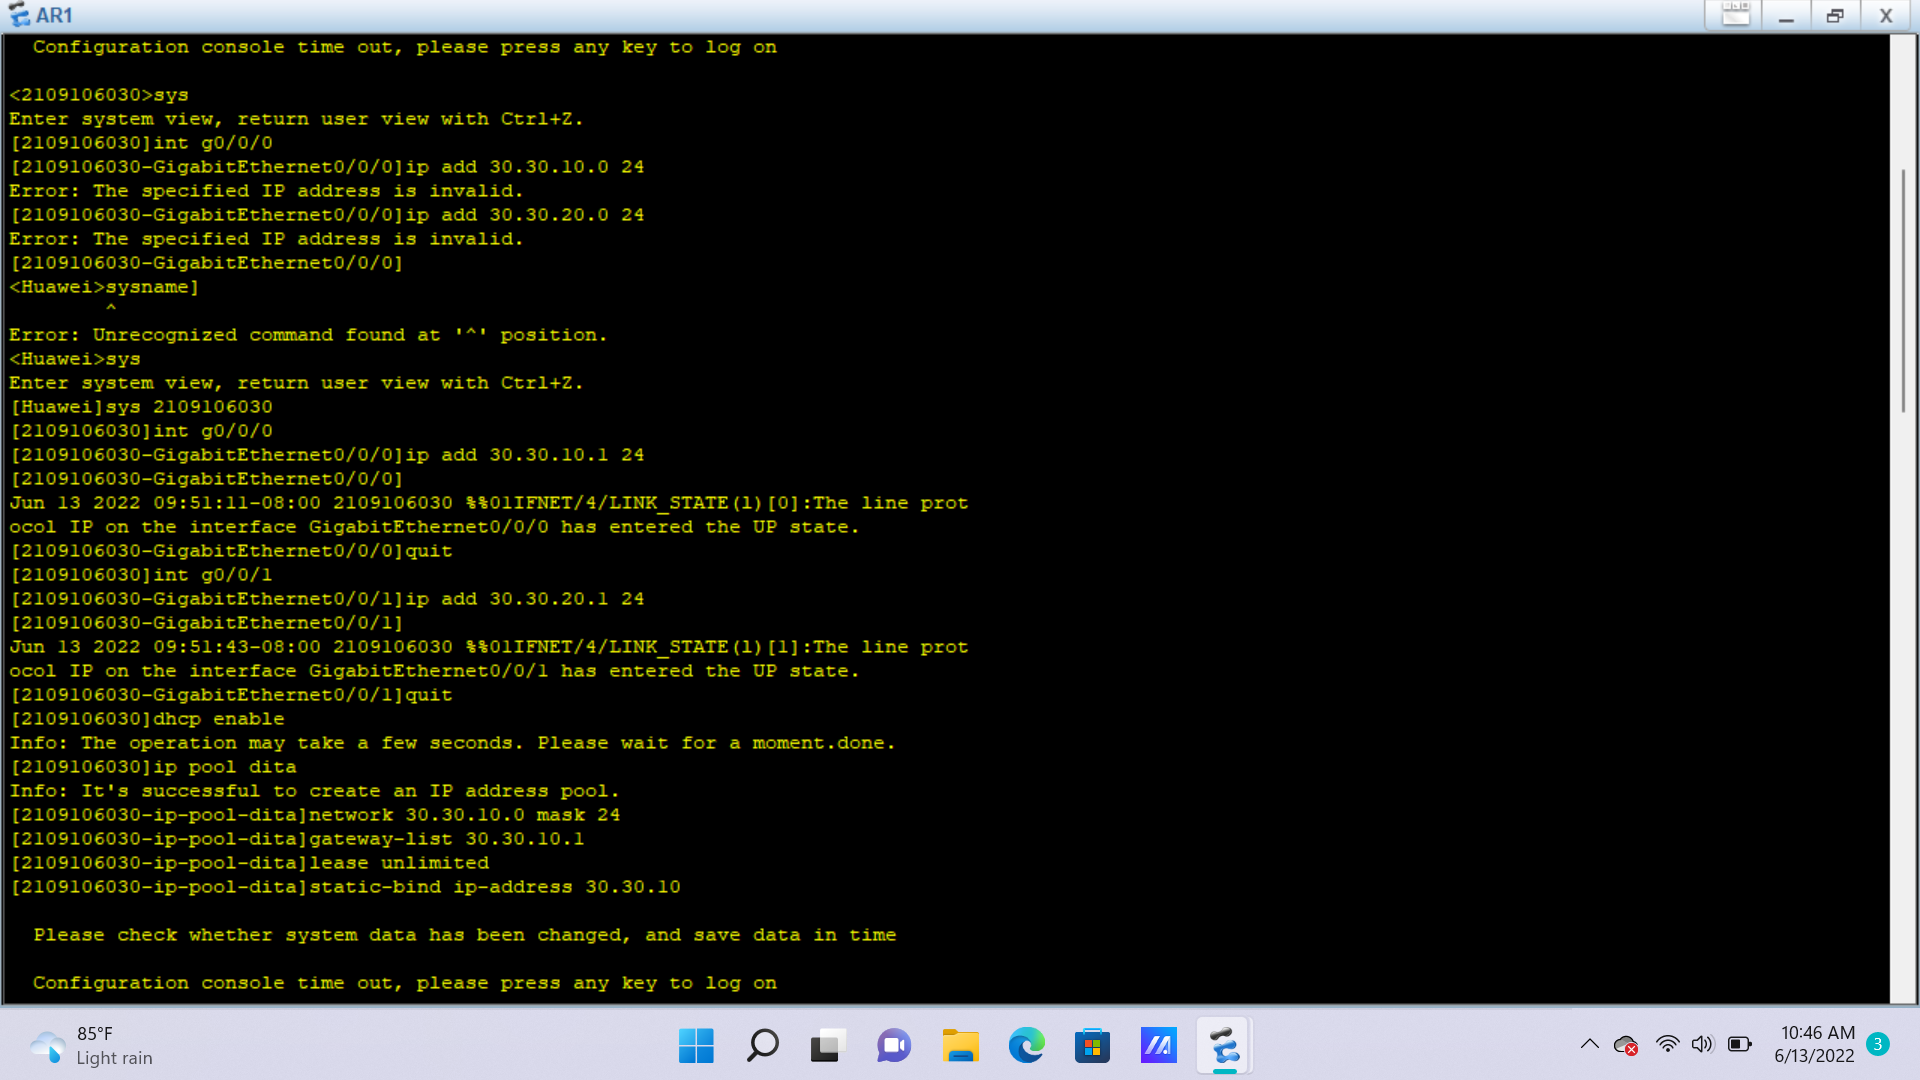 AR1
Configuration console time out, please press any key to log on
<2109106030>sys
Enter system view, return user view with Ctrl+Z.
[2109106030]int g0/0/0
[2109106030-GigabitEthernet0/0/0]ip add 30.30.10.0 24
Error: The specified IP address is invalid.
[2109106030-GigabitEthernet0/0/0]ip add 30.30.20.0 24
Error: The specified IP address is invalid.
[2109106030-GigabitEthernet0/0/0]
<Huawei>sysname]
^
Error: Unrecognized command found at '^' position.
<Huawei>sys
Enter system view, return user view with Ctrl+Z.
[Huawei]sys 2109106030
[2109106030]int g0/0/0
[2109106030-GigabitEthernet0/0/0]ip add 30.30.10.1 24
[2109106030-GigabitEthernet0/0/0]
Jun 13 2022 09:51:11-08:00 2109106030 %%01IFNET/4/LINK_STATE(l)[0]:The line prot
ocol IP on the interface GigabitEthernet0/0/0 has entered the UP state.
[2109106030-GigabitEthernet0/0/0]quit
[2109106030]int g0/0/1
[2109106030-GigabitEthernet0/0/1]ip add 30.30.20.1 24
[2109106030-GigabitEthernet0/0/1]
Jun 13 2022 09:51:43-08:00 2109106030 %%01IFNET/4/LINK_STATE(l)[1]:The line prot
ocol IP on the interface GigabitEthernet0/0/1 has entered the UP state.
[2109106030-GigabitEthernet0/0/1]quit
[2109106030]dhcp enable
Info: The operation may take a few seconds. Please wait for a moment.done.
[2109106030]ip pool dita
Info: It's successful to create an IP address pool.
[2109106030-ip-pool-dita]network 30.30.10.0 mask 24
[2109106030-ip-pool-dita]gateway-list 30.30.10.1
[2109106030-ip-pool-dita]lease unlimited
[2109106030-ip-pool-dita]static-bind ip-address 30.30.10
Please check whether system data has been changed, and save data in time
Configuration console time out, please press any key to log on
85°F
Light rain
10:46 AM
6/13/2022
3